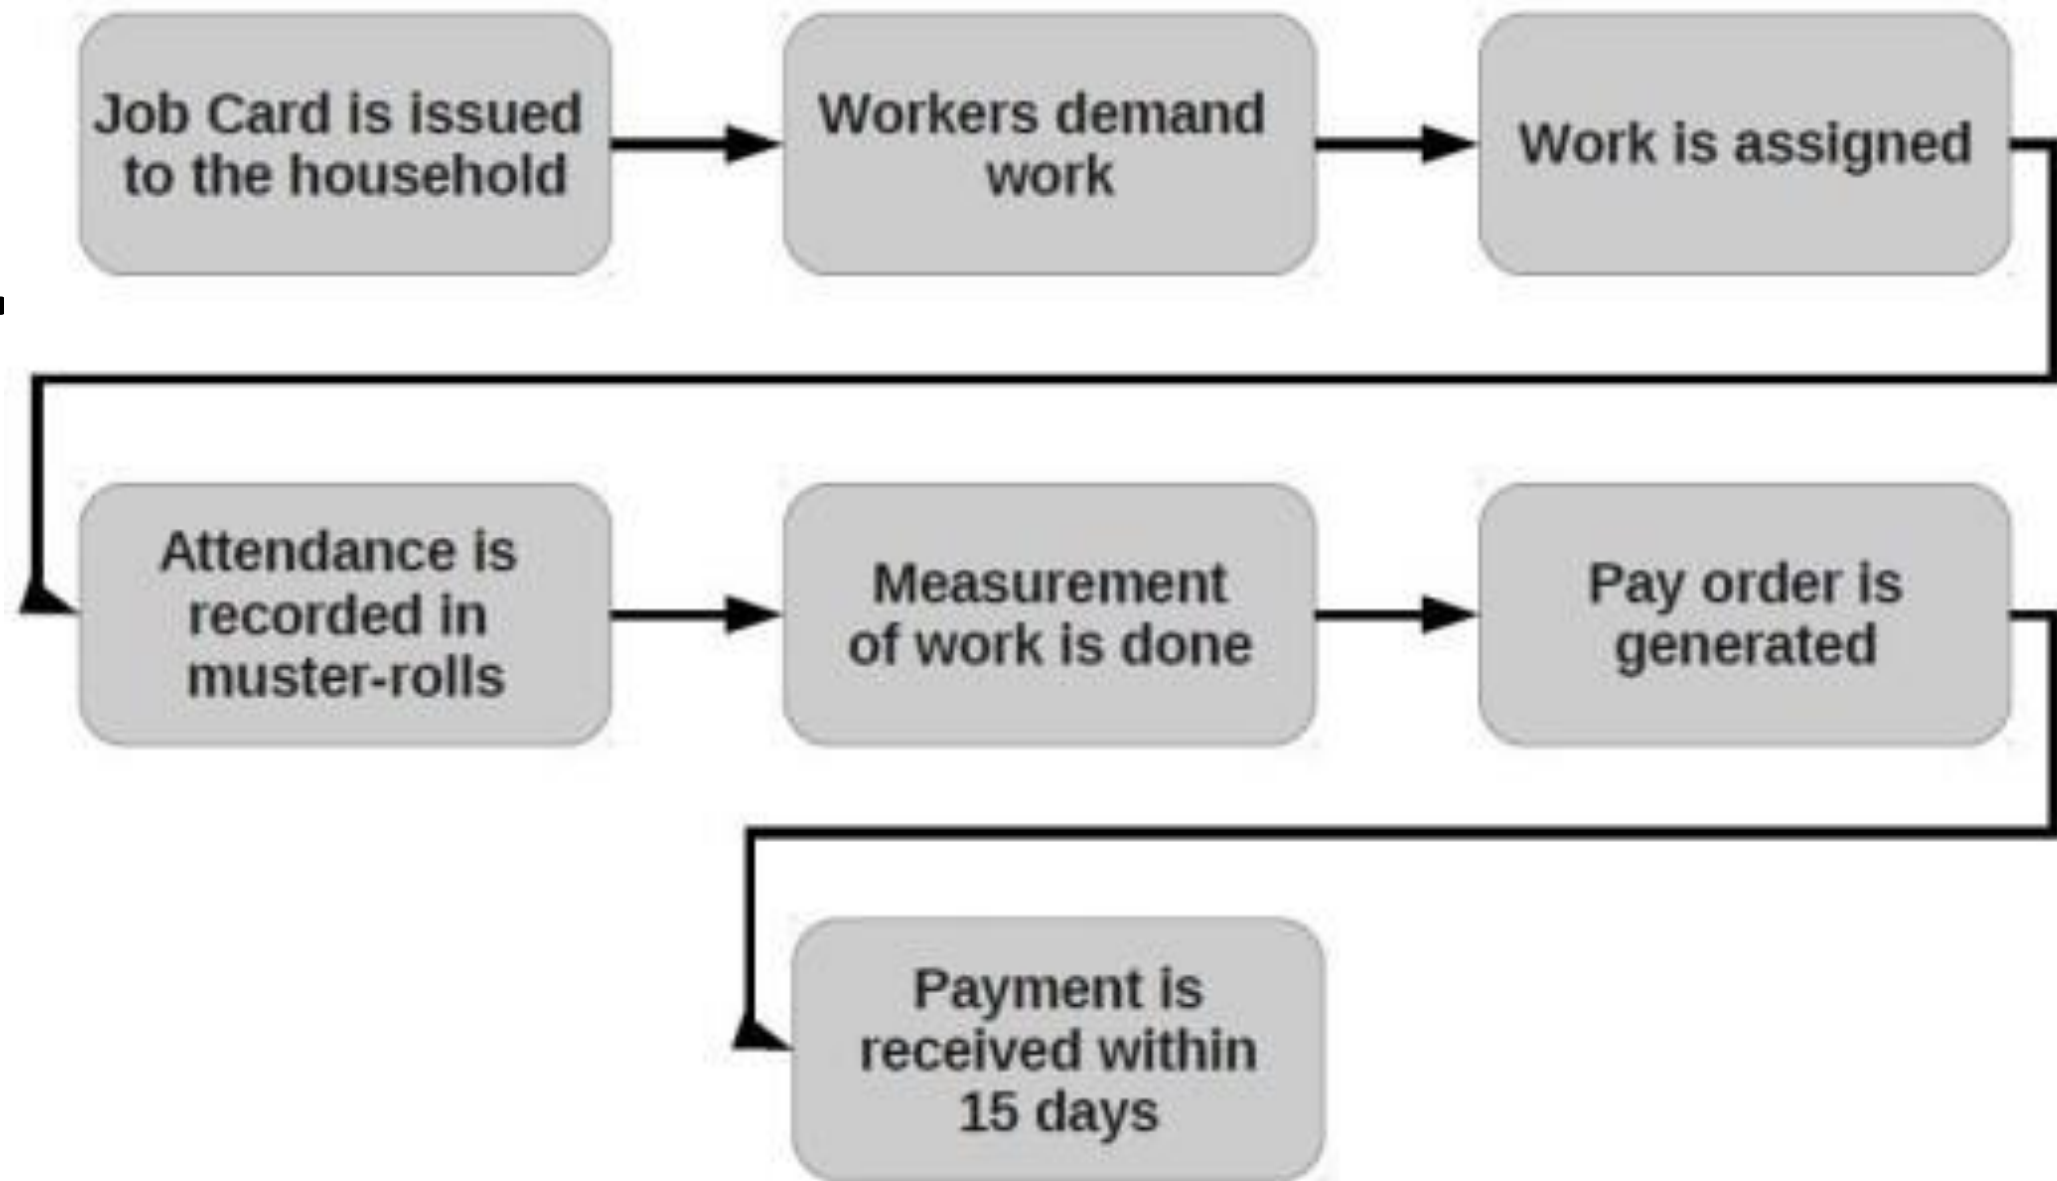 Job Card is issued
to the household
Workers demand
work
Work is assigned
Attendance is
recorded in
muster-rolls
Measurement
of work is done
Pay order is
generated
Payment is
received within
15 days